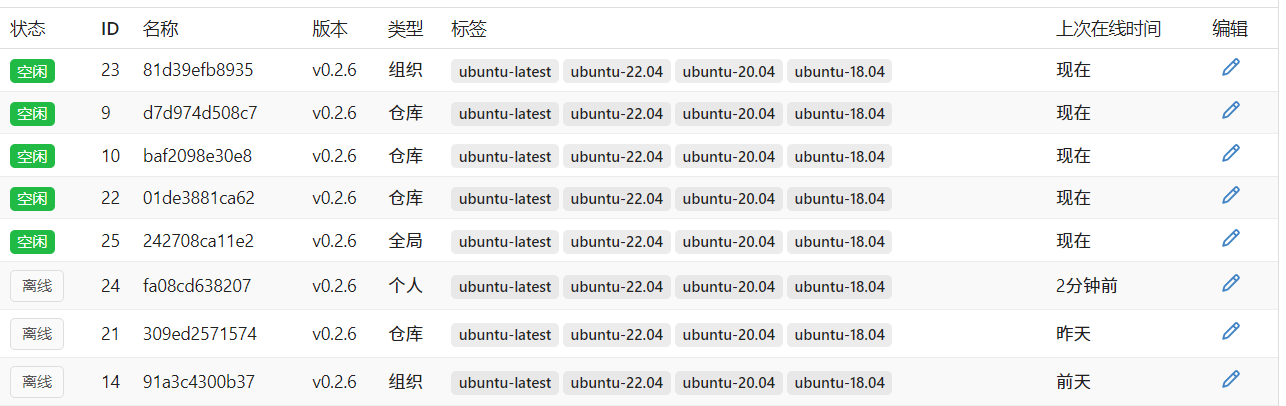 状态 ID 名称 版本 类型 标签 上次在线时间 编辑
空闲 23 81d39efb8935 v0.2.6 组织 ubuntu-latest ubuntu-22.04 ubuntu-20.04 ubuntu-18.04 现在
空闲 9 d7d974d508c7 v0.2.6 仓库 ubuntu-latest ubuntu-22.04 ubuntu-20.04 ubuntu-18.04 现在
空闲 10 baf2098e30e8 v0.2.6 仓库 ubuntu-latest ubuntu-22.04 ubuntu-20.04 ubuntu-18.04 现在
空闲 22 01de3881ca62 v0.2.6 仓库 ubuntu-latest ubuntu-22.04 ubuntu-20.04 ubuntu-18.04 现在
空闲 25 242708ca11e2 v0.2.6 全局 ubuntu-latest ubuntu-22.04 ubuntu-20.04 ubuntu-18.04 现在
离线 24 fa08cd638207 v0.2.6 个人 ubuntu-latest ubuntu-22.04 ubuntu-20.04 ubuntu-18.04 2分钟前
离线 21 309ed2571574 v0.2.6 仓库 ubuntu-latest ubuntu-22.04 ubuntu-20.04 ubuntu-18.04 昨天
离线 14 91a3c4300b37 v0.2.6 组织 ubuntu-latest ubuntu-22.04 ubuntu-20.04 ubuntu-18.04 前天